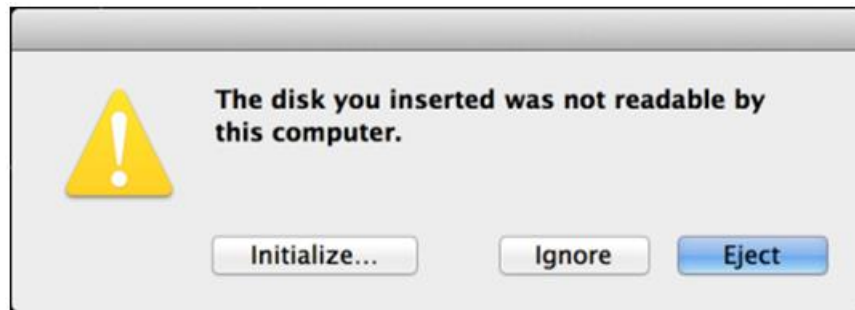 The disk you inserted was not readable by
this computer.
Initialize... Ignore Eject